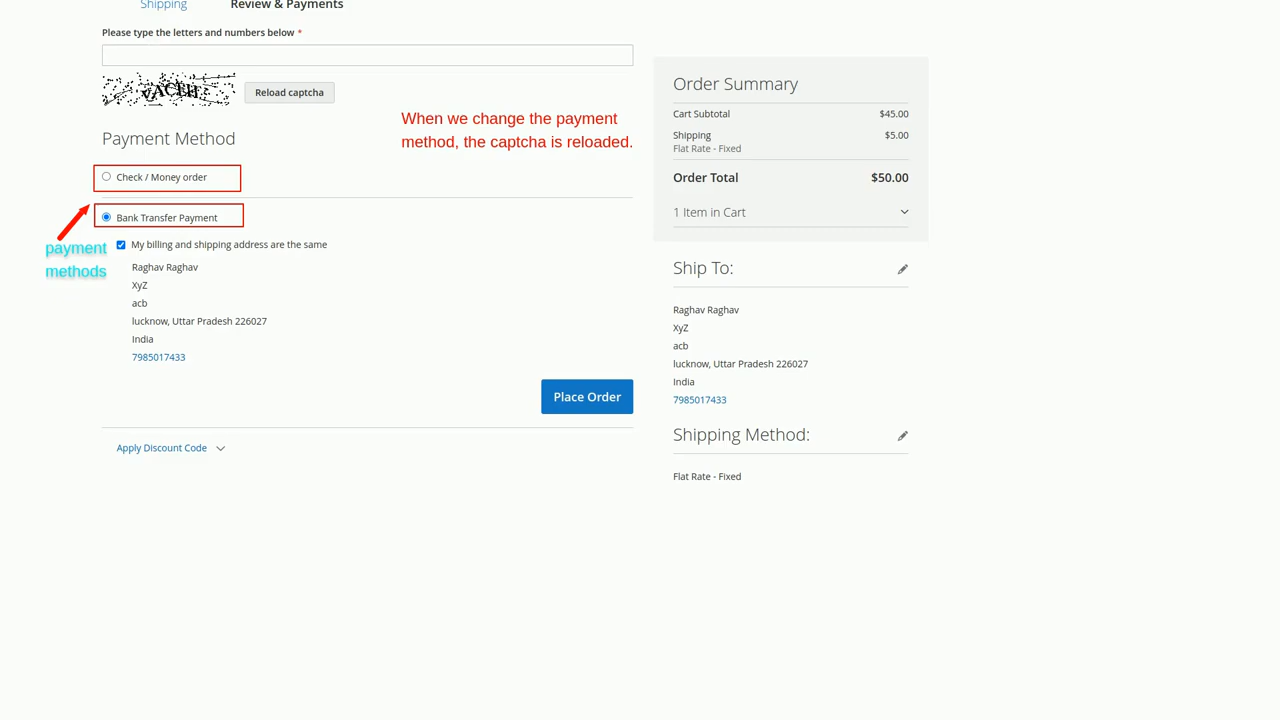 Shipping
Review & Payments
Please type the letters and numbers below *
Reload captcha
When we change the payment
method, the captcha is reloaded.
Payment Method
Check / Money order
Bank Transfer Payment
payment
methods
My billing and shipping address are the same
Raghav Raghav
XyZ
acb
lucknow, Uttar Pradesh 226027
India
7985017433
Place Order
Apply Discount Code
Order Summary
Cart Subtotal $45.00
Shipping $5.00
Flat Rate - Fixed
Order Total $50.00
1 Item in Cart
Ship To:
Raghav Raghav
XyZ
acb
lucknow, Uttar Pradesh 226027
India
7985017433
Shipping Method:
Flat Rate - Fixed